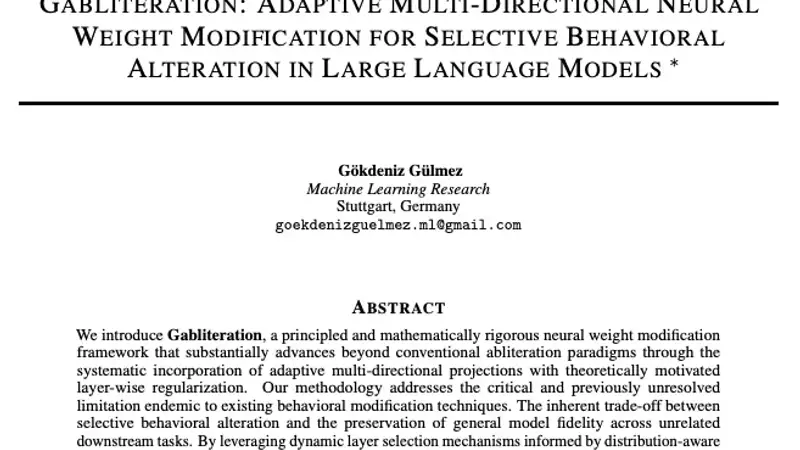 GABLITERATION: ADAPTIVE MULTI-DIRECTIONAL NEURAL
WEIGHT MODIFICATION FOR SELECTIVE BEHAVIORAL
ALTERATION IN LARGE LANGUAGE MODELS *
Gökdeniz Gülmez
Machine Learning Research
Stuttgart, Germany
goekdenizguelmez.ml@gmail.com
ABSTRACT
We introduce Gabliteration, a principled and mathematically rigorous neural weight modification
framework that substantially advances beyond conventional abliteration paradigms through the
systematic incorporation of adaptive multi-directional projections with theoretically motivated
layer-wise regularization. Our methodology addresses the critical and previously unresolved
limitation endemic to existing behavioral modification techniques. The inherent trade-off between
selective behavioral alteration and the preservation of general model fidelity across unrelated
downstream tasks. By leveraging dynamic layer selection mechanisms informed by distribution-aware